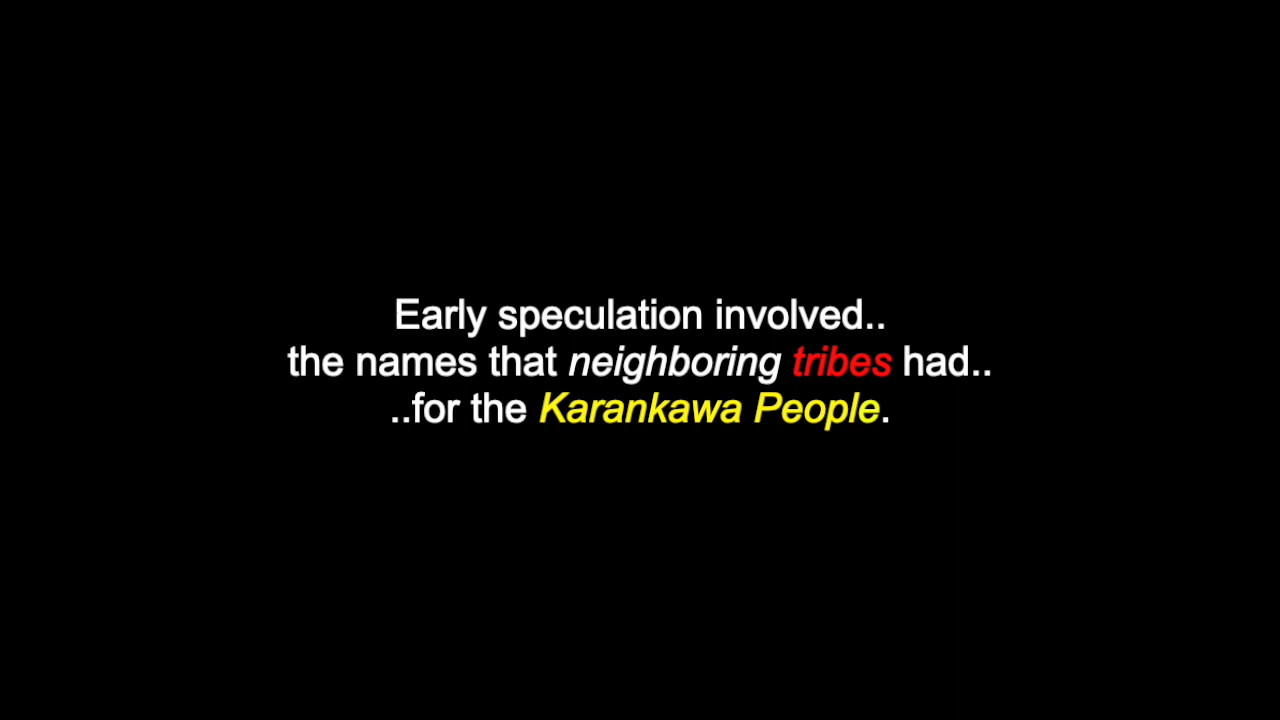 Early speculation involved..
the names that neighboring tribes had..
..for the Karankawa People.